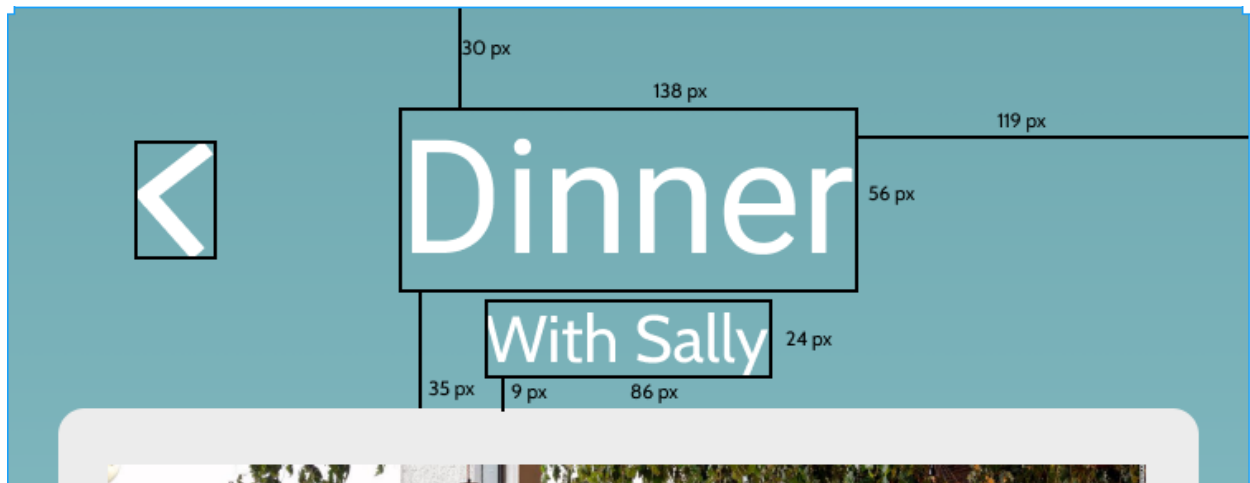 30 px
138 px
119 px
Dinner
56 px
With Sally
24 px
35 px
9 px
86 px